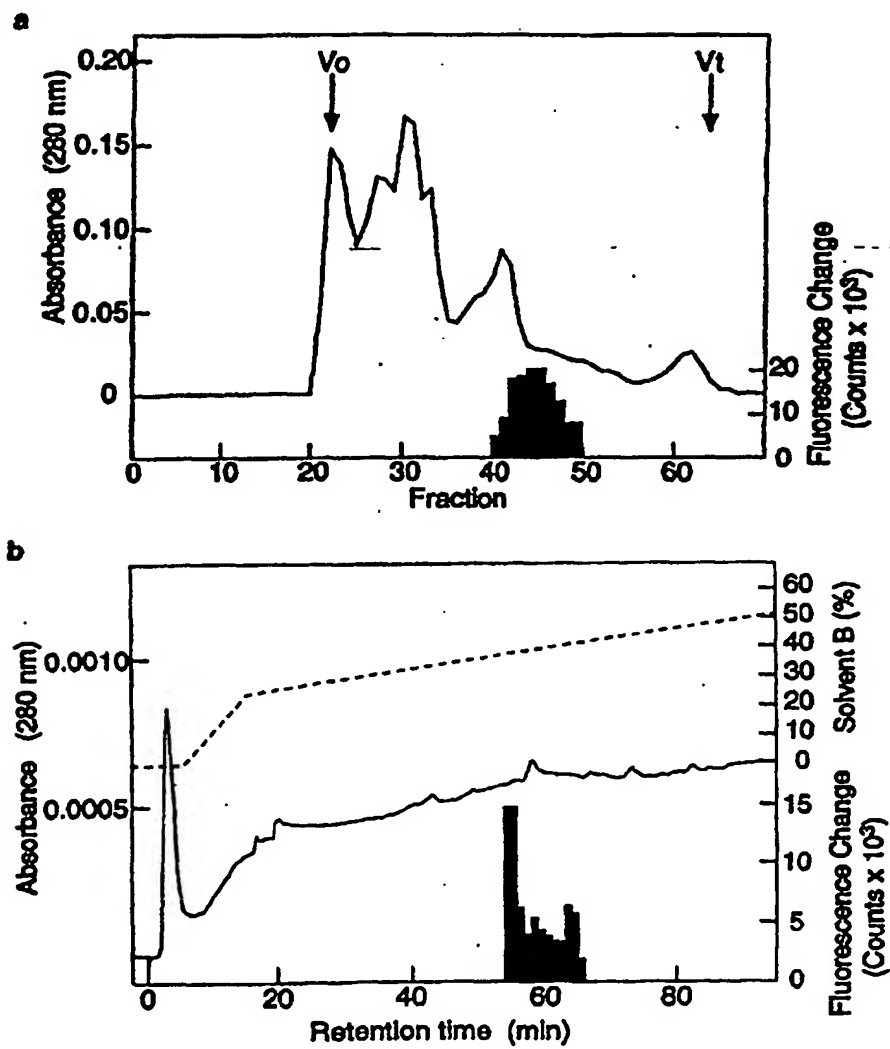 a
Absorbance (280 nm)
0.20
0.15
0.10
0.05
0
Vo
Vt
Fluorescence Change
(Counts x 10³)
20
10
0
0 10 20 30 40 50 60
Fraction
b
Absorbance (280 nm)
0.0010
0.0005
60
50
40
30
20
10
0
Solvent B (%)
15
10
5
0
Fluorescence Change
(Counts x 10³)
0 20 40 60 80
Retention time (min)